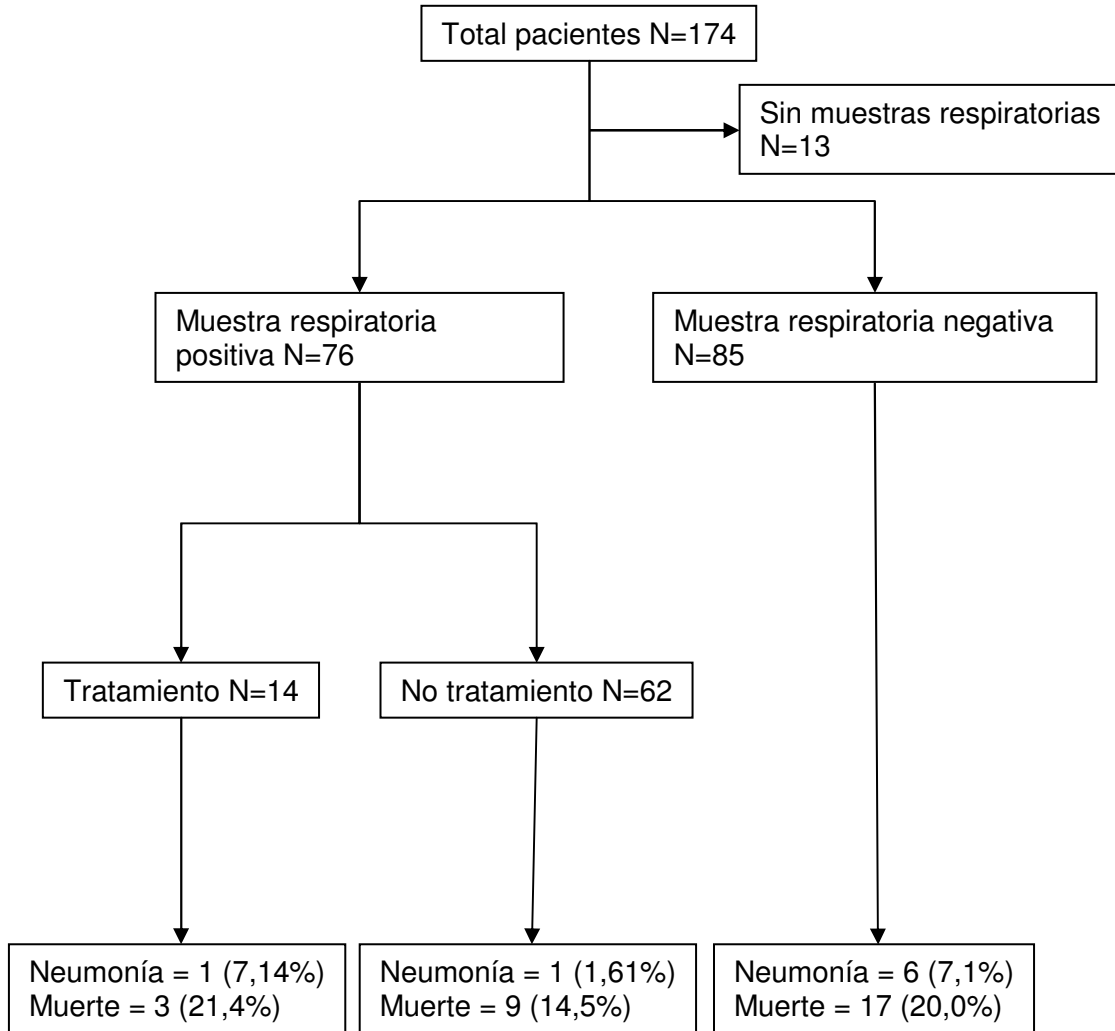 Total pacientes N=174
Sin muestras respiratorias
N=13
Muestra respiratoria
positiva N=76
Muestra respiratoria negativa
N=85
Tratamiento N=14
No tratamiento N=62
Neumonía = 1 (7,14%)
Muerte = 3 (21,4%)
Neumonía = 1 (1,61%)
Muerte = 9 (14,5%)
Neumonía = 6 (7,1%)
Muerte = 17 (20,0%)